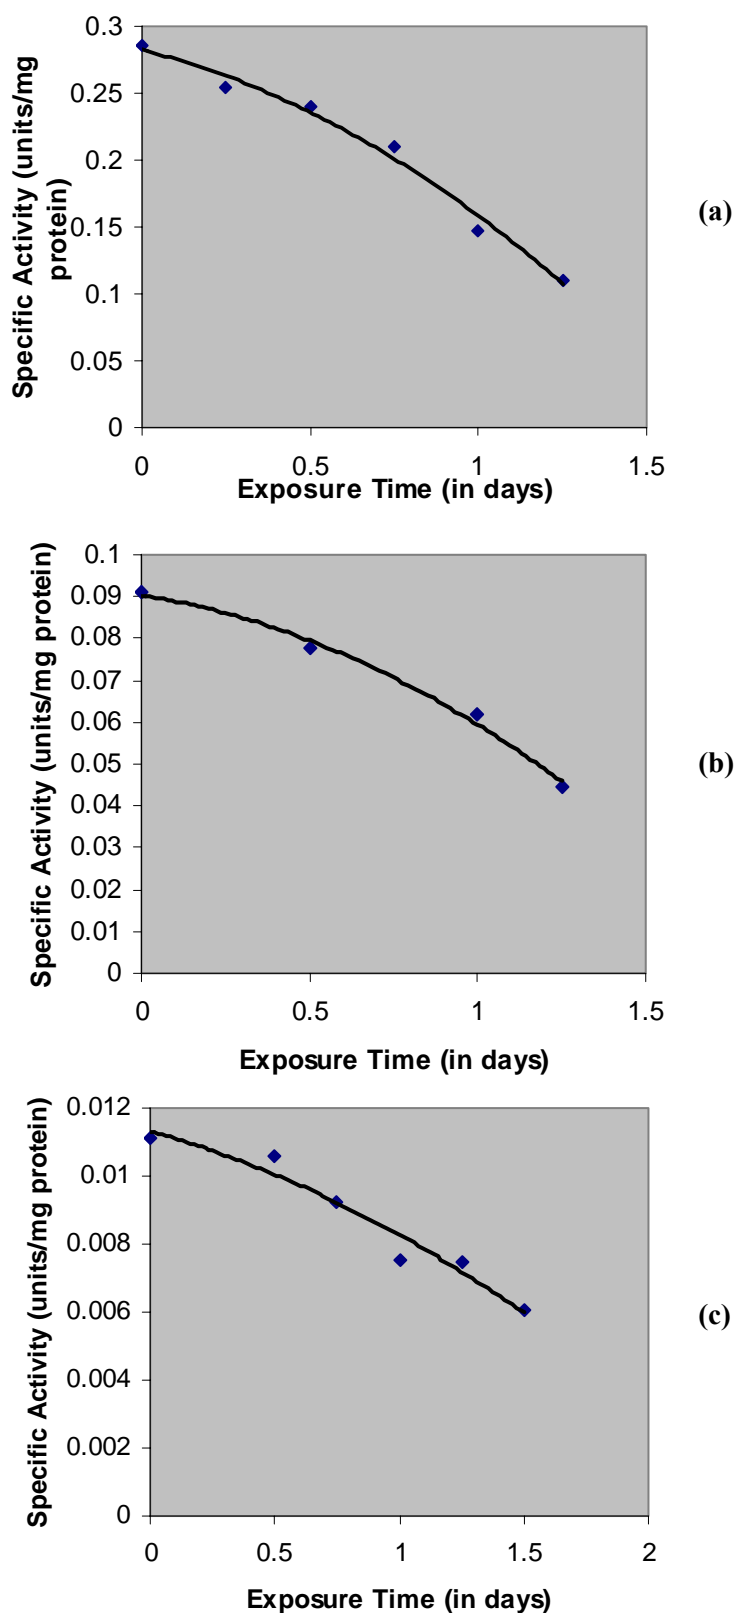 0.3
0.25
0.2
0.15
0.1
0.05
0
Specific Activity (units/mg
protein)
0 0.5 1 1.5
Exposure Time (in days)
(a)
0.1
0.09
0.08
0.07
0.06
0.05
0.04
0.03
0.02
0.01
0
Specific Activity (units/mg protein)
0 0.5 1 1.5
Exposure Time (in days)
(b)
0.012
0.01
0.008
0.006
0.004
0.002
0
Specific Activity (units/mg protein)
0 0.5 1 1.5 2
Exposure Time (in days)
(c)